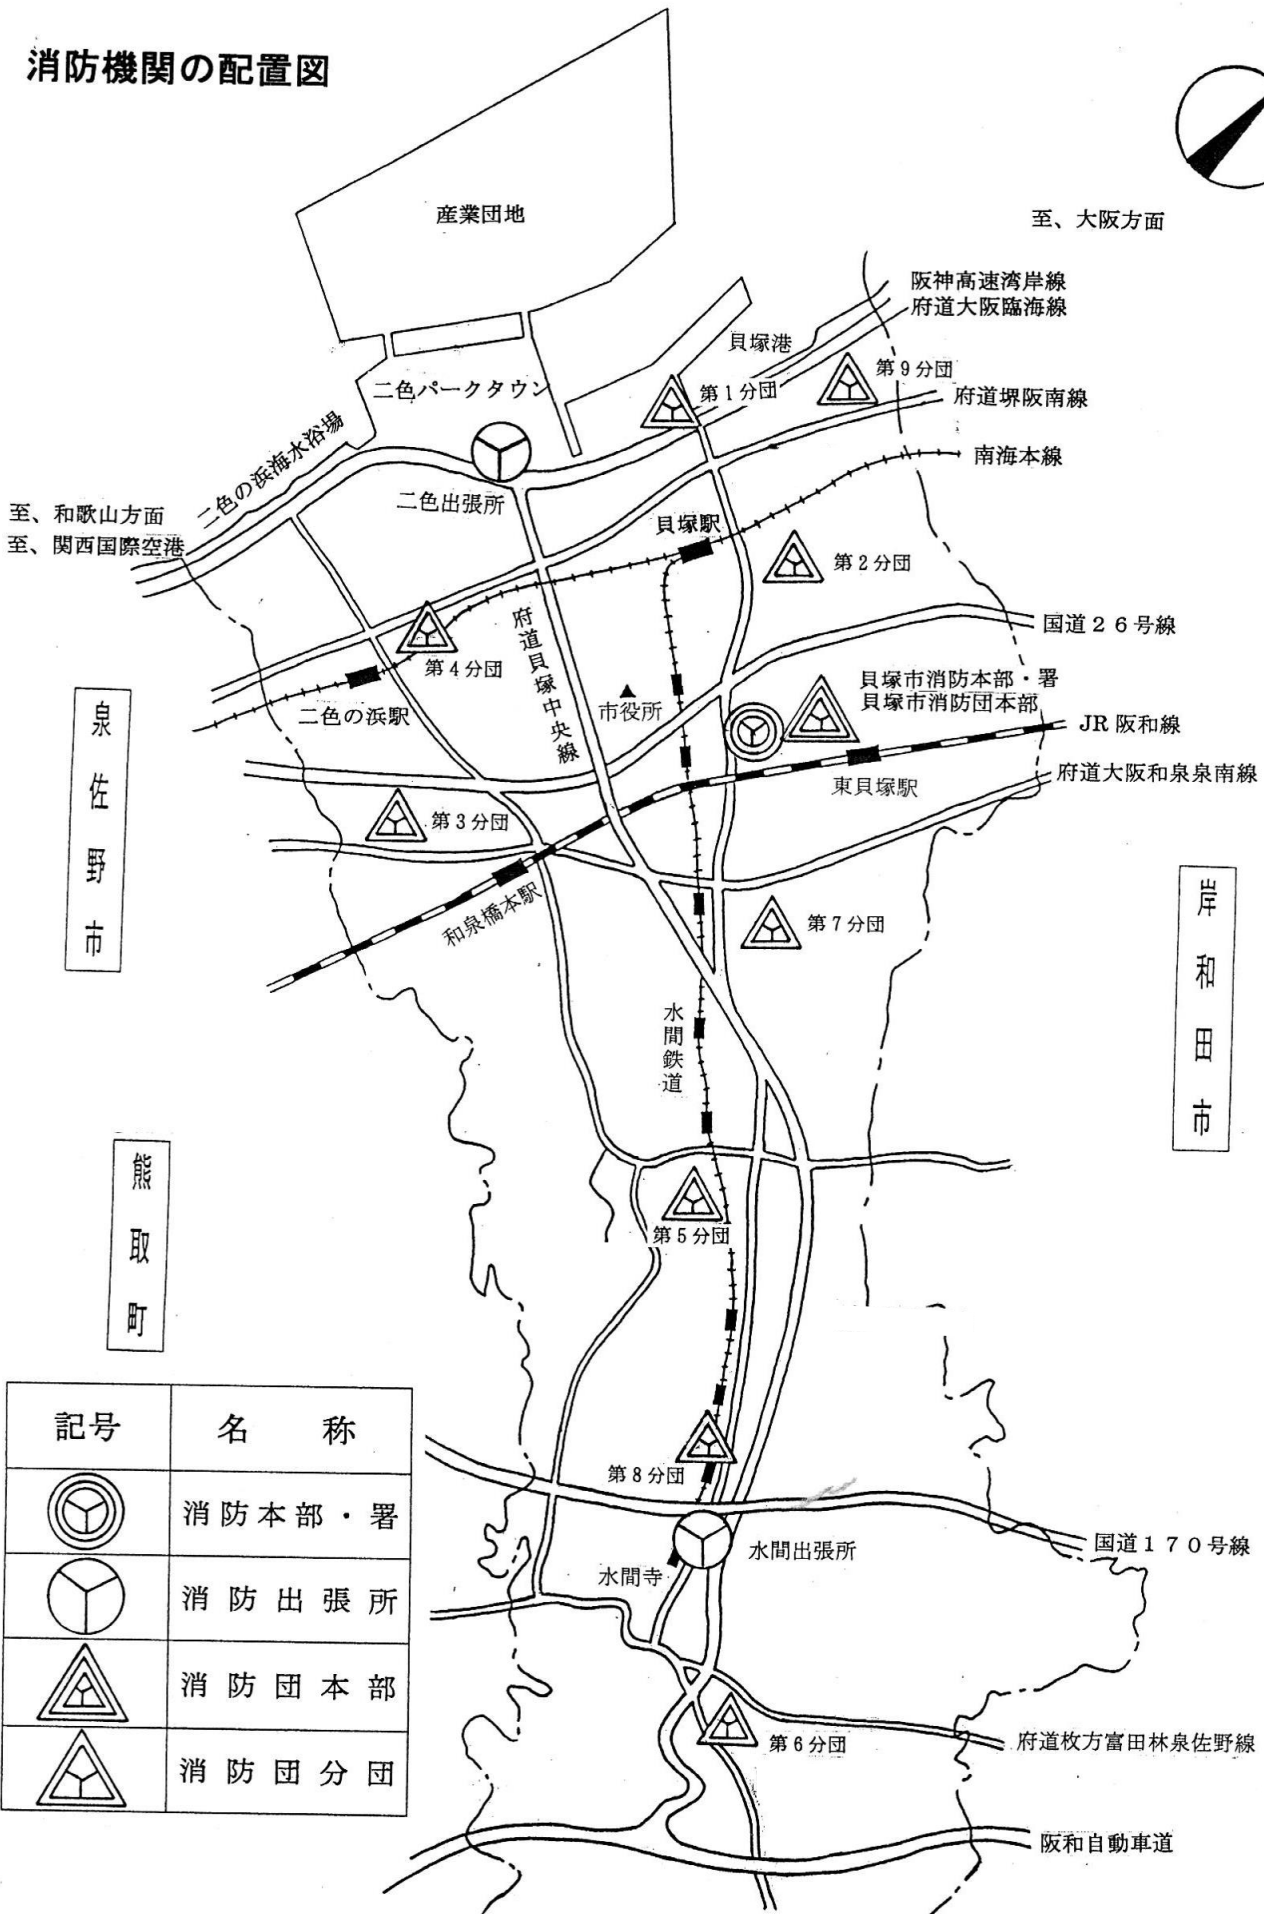 消防機関の配置図
産業団地
至、大阪方面
阪神高速湾岸線
府道大阪臨海線
貝塚港
第９分団
二色パークタウン
第１分団
府道堺阪南線
二色の浜海水浴場
南海本線
二色出張所
至、和歌山方面
至、関西国際空港
貝塚駅
第２分団
府道貝塚中央線
国道２６号線
第４分団
貝塚市消防本部・署
貝塚市消防団本部
二色の浜駅
市役所
JR 阪和線
泉佐野市
府道大阪和泉泉南線
東貝塚駅
第３分団
和泉橋本駅
第７分団
岸和田市
水間鉄道
熊取町
第５分団
記号 名称
消防本部・署
消防出張所
消防団本部
消防団分団
第８分団
水間出張所
国道１７０号線
水間寺
第６分団
府道枚方富田林泉佐野線
阪和自動車道